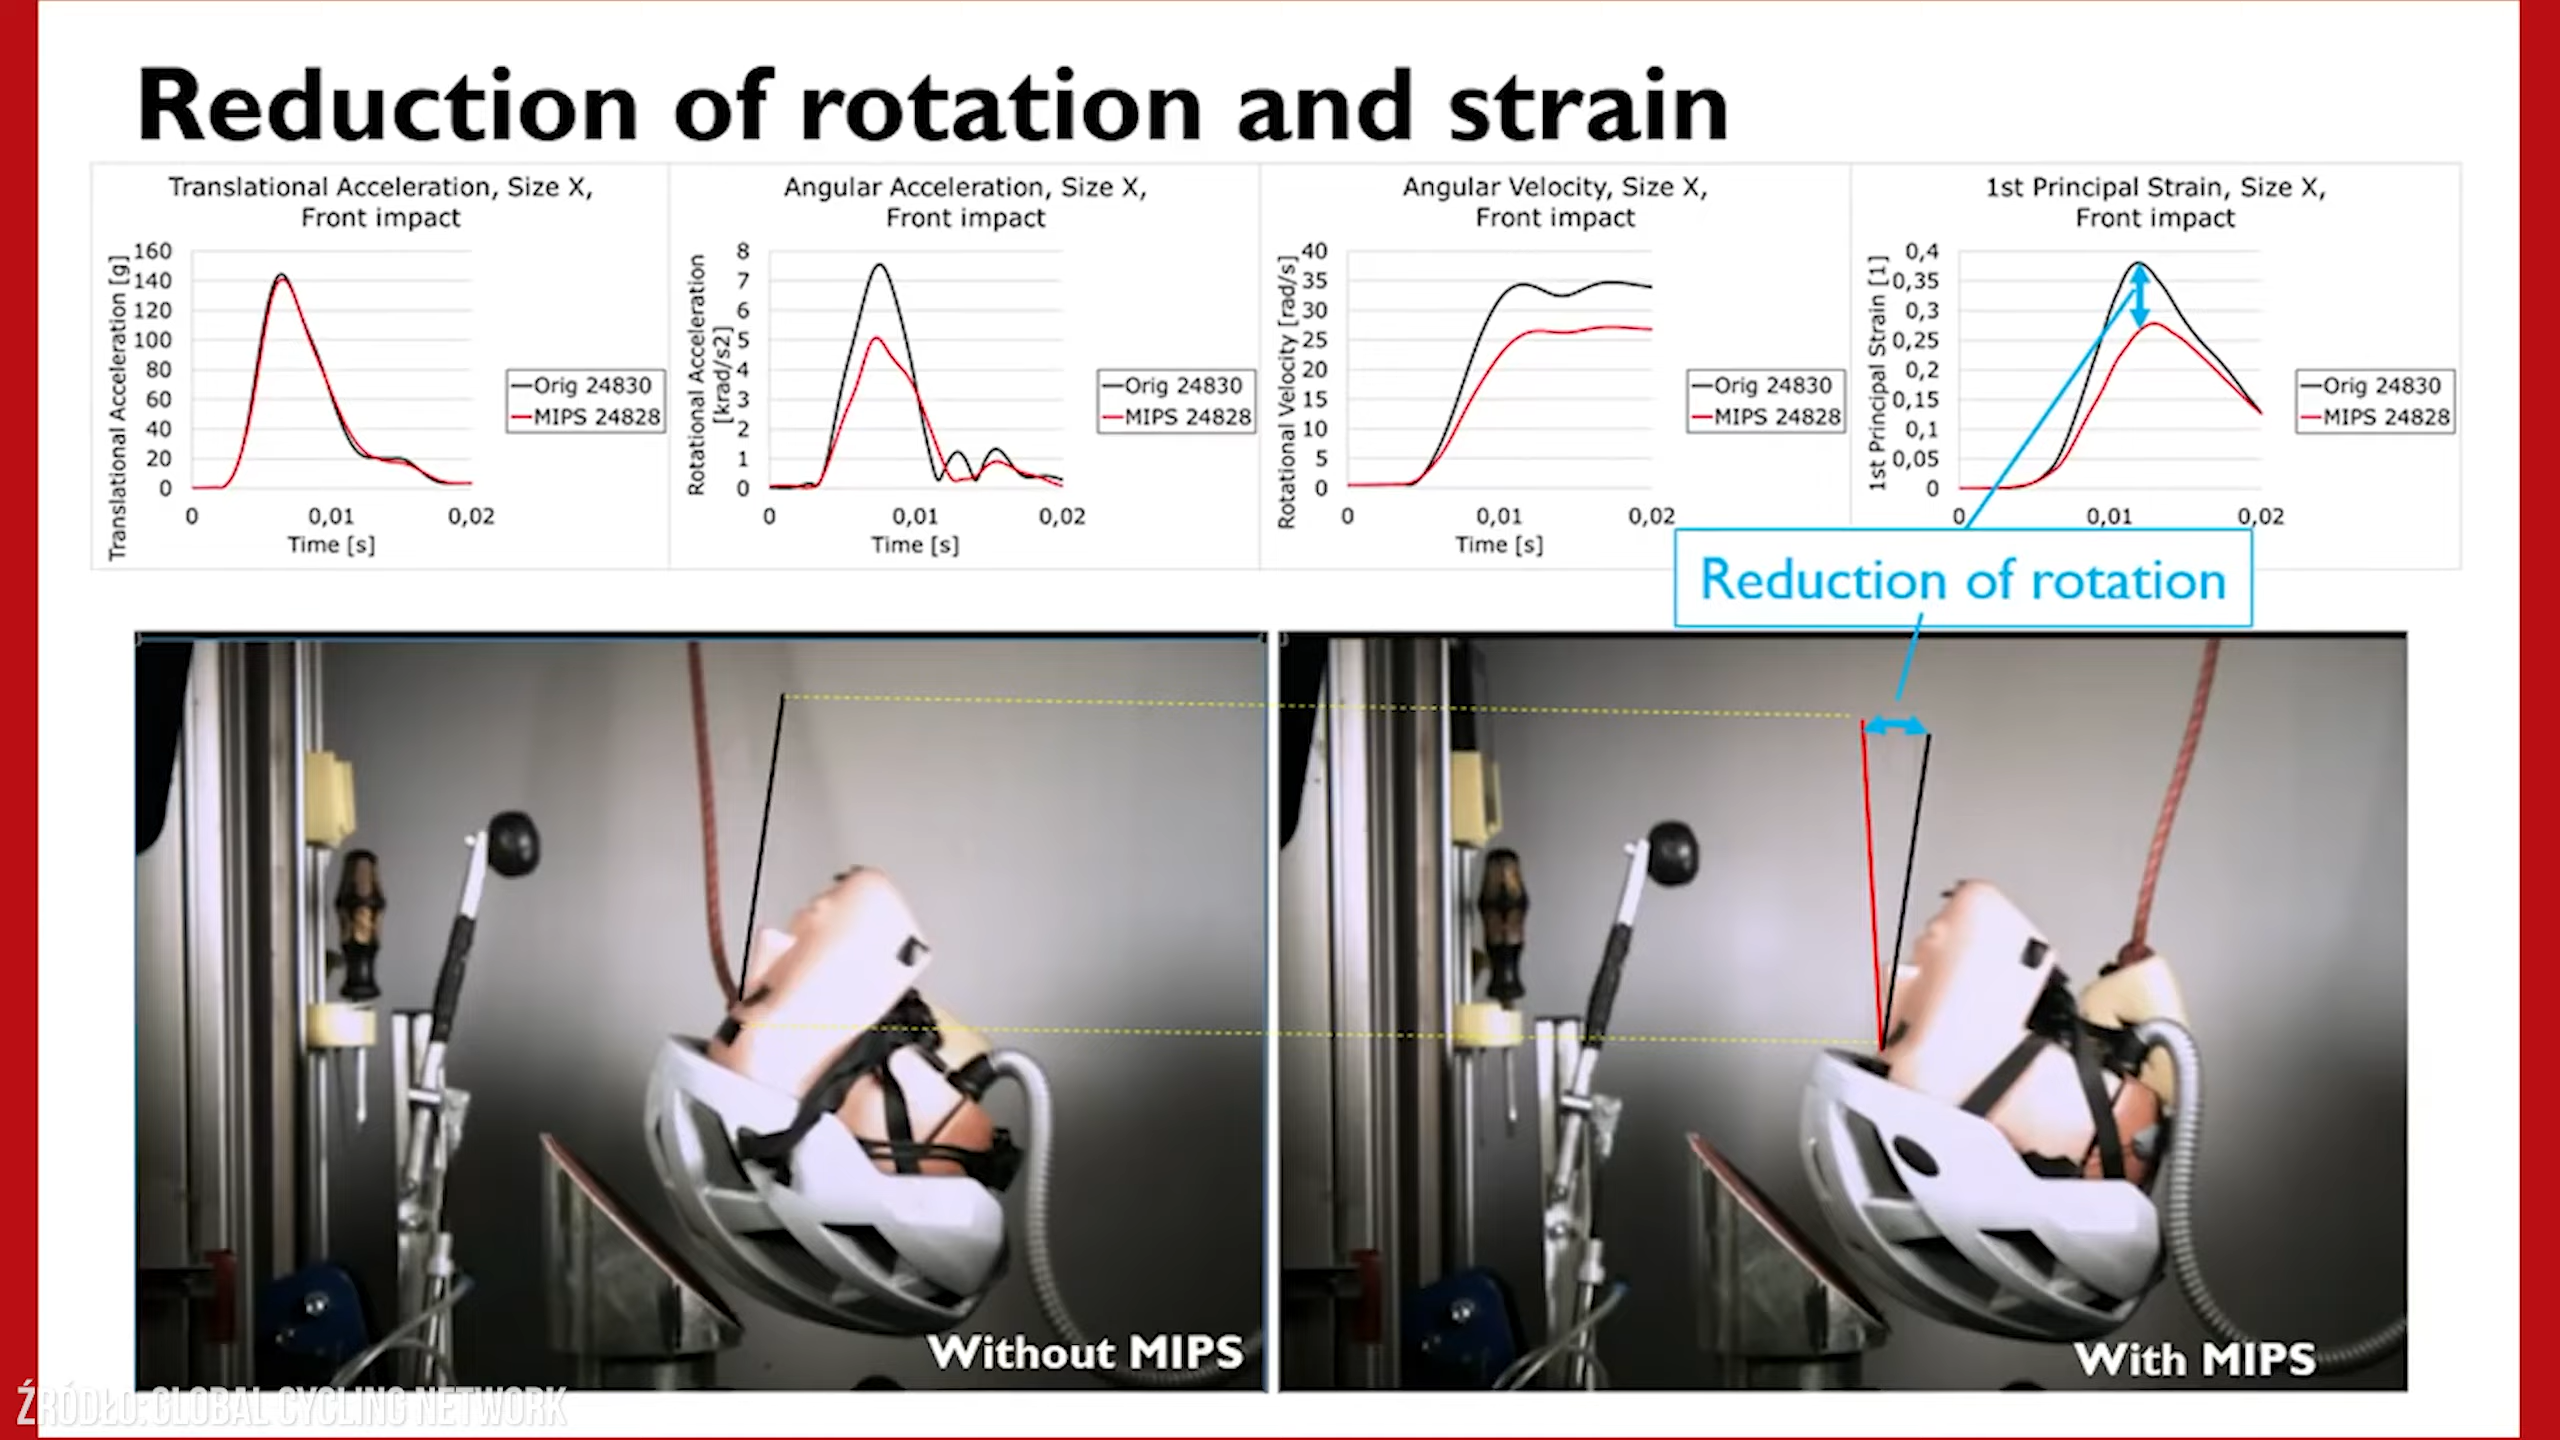 Reduction of rotation and strain
Translational Acceleration, Size X,
Front impact
Translational Acceleration [g]
160
140
120
100
80
60
40
20
0
0 0,01 0,02
Time [s]
Orig 24830
MIPS 24828
Angular Acceleration, Size X,
Front impact
Rotational Acceleration
[krad/s2]
8
7
6
5
4
3
2
1
0
0 0,01 0,02
Time [s]
Orig 24830
MIPS 24828
Angular Velocity, Size X,
Front impact
Rotational Velocity [rad/s]
40
35
30
25
20
15
10
5
0
0 0,01 0,02
Time [s]
Orig 24830
MIPS 24828
1st Principal Strain, Size X,
Front impact
1st Principal Strain [1]
0,4
0,35
0,3
0,25
0,2
0,15
0,1
0,05
0
0 0,01 0,02
Orig 24830
MIPS 24828
Reduction of rotation
Without MIPS
With MIPS
ŹRÓDŁO: GLOBAL CYCLING NETWORK